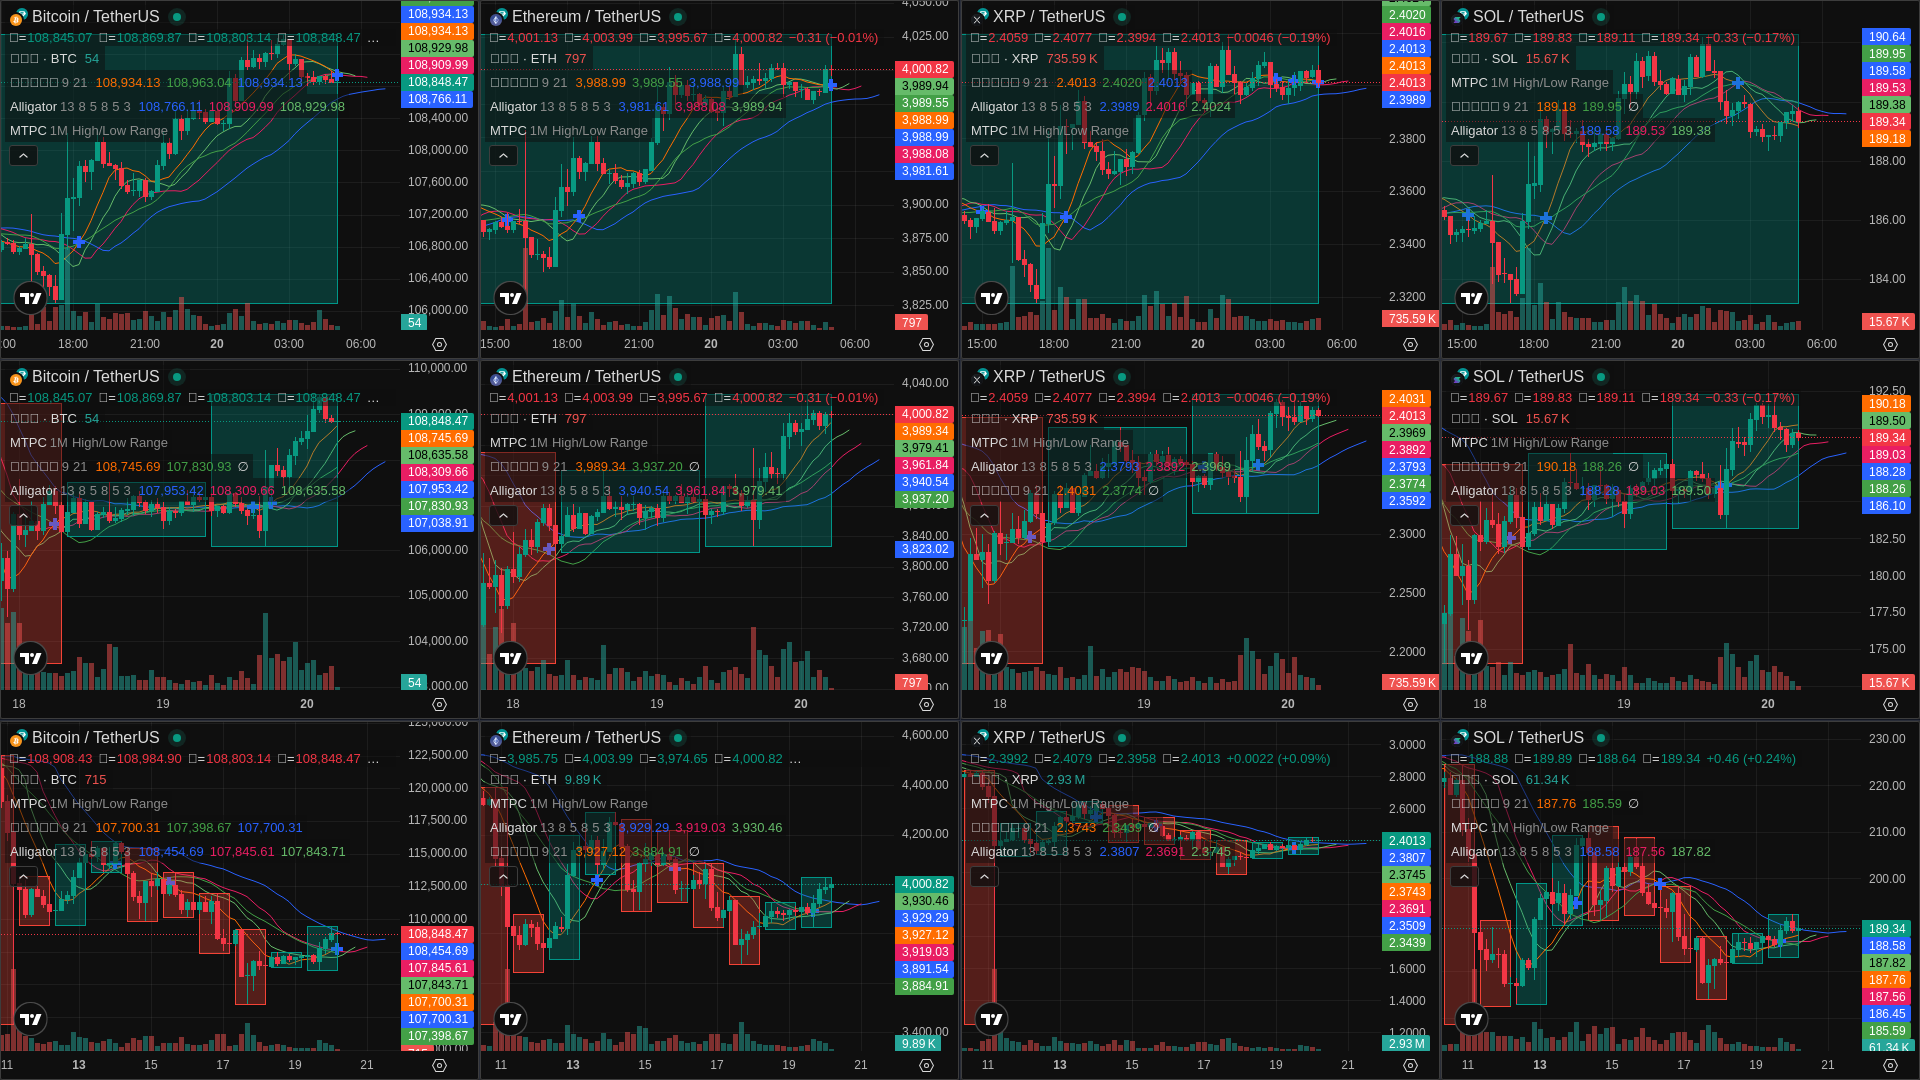 Bitcoin / TetherUS
=108,845.07 =108,869.87 =108,803.14 =108,848.47 …
· BTC 54
9 21 108,934.13 108,963.04 108,934.13
Alligator 13 8 5 8 5 3 108,766.11 108,909.99 108,929.98
MTPC 1M High/Low Range
108,934.13
108,934.13
108,929.98
108,909.99
108,848.47
108,766.11
108,400.00
108,000.00
107,600.00
107,200.00
106,800.00
106,400.00
106,000.00
54
18:00 21:00 20 03:00 06:00
Ethereum / TetherUS
=4,001.13 =4,003.99 =3,995.67 =4,000.82 −0.31 (−0.01%)
· ETH 797
9 21 3,988.99 3,989.55 3,988.99
Alligator 13 8 5 8 5 3 3,981.61 3,988.08 3,989.94
MTPC 1M High/Low Range
4,050.00
4,025.00
4,000.82
3,989.94
3,989.55
3,988.99
3,988.99
3,988.08
3,981.61
3,900.00
3,875.00
3,850.00
3,825.00
797
15:00 18:00 21:00 20 03:00 06:00
XRP / TetherUS
=2.4059 =2.4077 =2.3994 =2.4013 −0.0046 (−0.19%)
· XRP 735.59 K
9 21 2.4013 2.4020 2.4013
Alligator 13 8 5 8 5 3 2.3989 2.4016 2.4024
MTPC 1M High/Low Range
2.4020
2.4016
2.4013
2.4013
2.4013
2.3989
2.3800
2.3600
2.3400
2.3200
735.59 K
15:00 18:00 21:00 20 03:00 06:00
SOL / TetherUS
=189.67 =189.83 =189.11 =189.34 −0.33 (−0.17%)
· SOL 15.67 K
MTPC 1M High/Low Range
9 21 189.18 189.95 ∅
Alligator 13 8 5 8 5 3 189.58 189.53 189.38
190.64
189.95
189.58
189.53
189.38
189.34
189.18
188.00
186.00
184.00
15.67 K
15:00 18:00 21:00 20 03:00 06:00
Bitcoin / TetherUS
=108,845.07 =108,869.87 =108,803.14 =108,848.47 …
· BTC 54
MTPC 1M High/Low Range
9 21 108,745.69 107,830.93 ∅
Alligator 13 8 5 8 5 3 107,953.42 108,309.66 108,635.58
110,000.00
108,848.47
108,745.69
108,635.58
108,309.66
107,953.42
107,830.93
107,038.91
106,000.00
105,000.00
104,000.00
54
18 19 20
Ethereum / TetherUS
=4,001.13 =4,003.99 =3,995.67 =4,000.82 −0.31 (−0.01%)
· ETH 797
MTPC 1M High/Low Range
9 21 3,989.34 3,937.20 ∅
Alligator 13 8 5 8 5 3 3,940.54 3,961.84 3,979.41
4,040.00
4,000.82
3,989.34
3,979.41
3,961.84
3,940.54
3,937.20
3,840.00
3,823.02
3,800.00
3,760.00
3,720.00
3,680.00
797
18 19 20
XRP / TetherUS
=2.4059 =2.4077 =2.3994 =2.4013 −0.0046 (−0.19%)
· XRP 735.59 K
MTPC 1M High/Low Range
Alligator 13 8 5 8 5 3 2.3793 2.3892 2.3969
9 21 2.4031 2.3774 ∅
2.4031
2.4013
2.3969
2.3892
2.3793
2.3774
2.3592
2.3000
2.2500
2.2000
735.59 K
18 19 20
SOL / TetherUS
=189.67 =189.83 =189.11 =189.34 −0.33 (−0.17%)
· SOL 15.67 K
MTPC 1M High/Low Range
9 21 190.18 188.26 ∅
Alligator 13 8 5 8 5 3 188.28 189.03 189.50
192.50
190.18
189.50
189.34
189.03
188.28
188.26
186.10
182.50
180.00
177.50
175.00
15.67 K
18 19 20
Bitcoin / TetherUS
=108,908.43 =108,984.90 =108,803.14 =108,848.47 …
· BTC 715
MTPC 1M High/Low Range
9 21 107,700.31 107,398.67 107,700.31
Alligator 13 8 5 8 5 3 108,454.69 107,845.61 107,843.71
125,000.00
122,500.00
120,000.00
117,500.00
115,000.00
112,500.00
110,000.00
108,848.47
108,454.69
107,845.61
107,843.71
107,700.31
107,700.31
107,398.67
11 13 15 17 19 21
Ethereum / TetherUS
=3,985.75 =4,003.99 =3,974.65 =4,000.82 …
· ETH 9.89 K
MTPC 1M High/Low Range
Alligator 13 8 5 8 5 3 3,929.29 3,919.03 3,930.46
9 21 3,927.12 3,884.91 ∅
4,600.00
4,400.00
4,200.00
4,000.82
3,930.46
3,929.29
3,927.12
3,919.03
3,891.54
3,884.91
3,400.00
9.89 K
11 13 15 17 19 21
XRP / TetherUS
=2.3992 =2.4079 =2.3958 =2.4013 +0.0022 (+0.09%)
· XRP 2.93 M
MTPC 1M High/Low Range
9 21 2.3743 2.3439 ∅
Alligator 13 8 5 8 5 3 2.3807 2.3691 2.3745
3.0000
2.8000
2.6000
2.4013
2.3807
2.3745
2.3743
2.3691
2.3509
2.3439
1.6000
1.4000
1.2000
2.93 M
11 13 15 17 19 21
SOL / TetherUS
=188.88 =189.89 =188.64 =189.34 +0.46 (+0.24%)
· SOL 61.34 K
9 21 187.76 185.59 ∅
MTPC 1M High/Low Range
Alligator 13 8 5 8 5 3 188.58 187.56 187.82
230.00
220.00
210.00
200.00
189.34
188.58
187.82
187.76
187.56
186.45
185.59
61.34 K
11 13 15 17 19 21